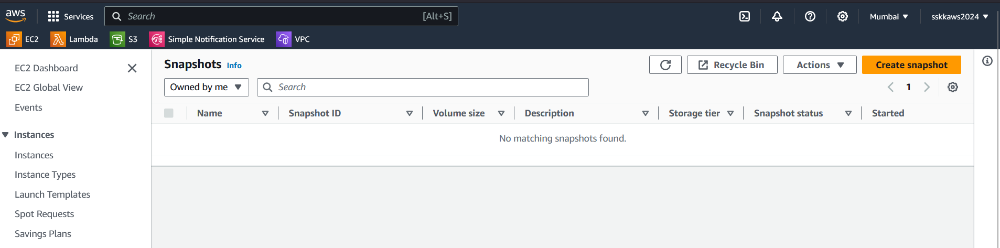 aws
Services
Search
[Alt+S]
Mumbai
sskkaws2024
EC2
Lambda
S3
Simple Notification Service
VPC
EC2 Dashboard
EC2 Global View
Events
Instances
Instances
Instance Types
Launch Templates
Spot Requests
Savings Plans
Snapshots Info
Recycle Bin
Actions
Create snapshot
Owned by me
Search
1
Name
Snapshot ID
Volume size
Description
Storage tier
Snapshot status
Started
No matching snapshots found.